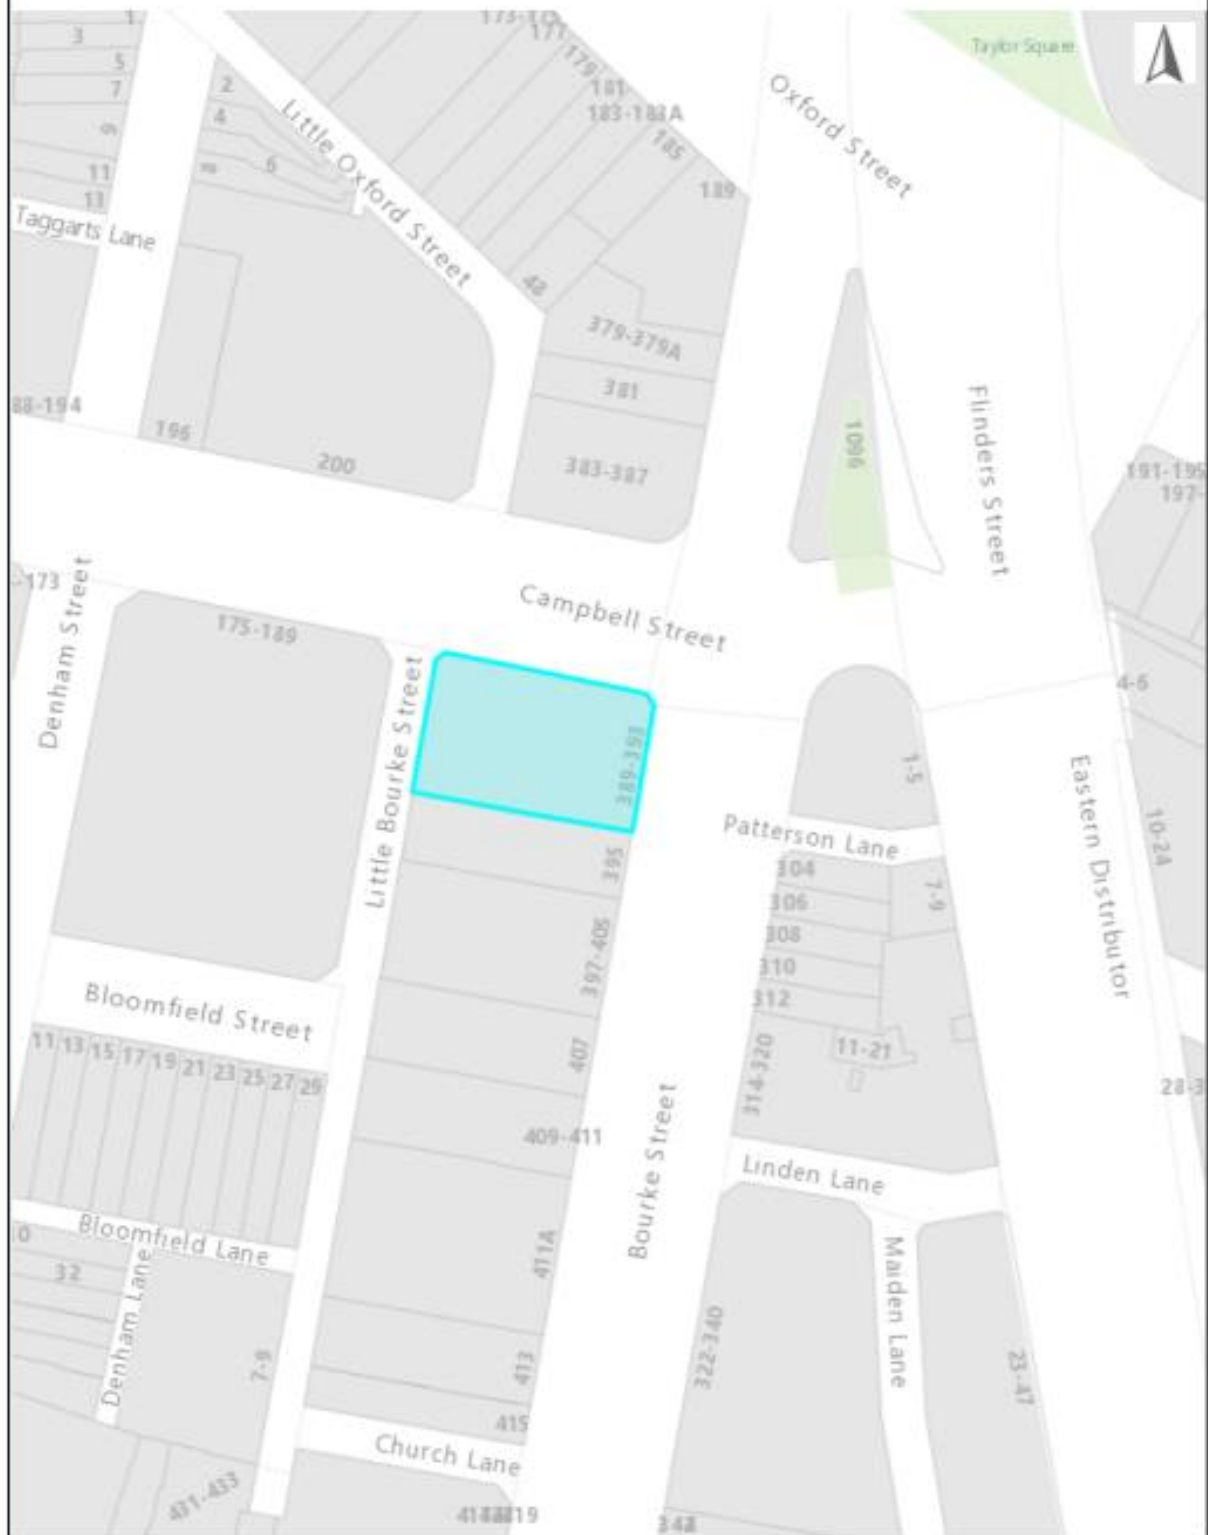 1
3
5
7
9
11
13
Taggarts Lane
2
4
6
8
Little Oxford Street
171
179-
181-
183-183A
185
189
48
Oxford Street
Taylor Square
379-379A
381
383-387
88-194
196
200
1096
Flinders Street
191-195
197-
-173
Denham Street
175-189
Campbell Street
Little Bourke Street
389-393
395
397-405
407
409-411
411A
413
415
Bourke Street
4-6
1-5
Patterson Lane
304
306
308
310
312
314-320
7-9
11-21
Eastern Distributor
10-24
28-3
Bloomfield Street
11 13 15 17 19 21 23 25 27 29
Bloomfield Lane
32
Denham Lane
7-9
431-433
Church Lane
Linden Lane
Maiden Lane
322-340
23-47